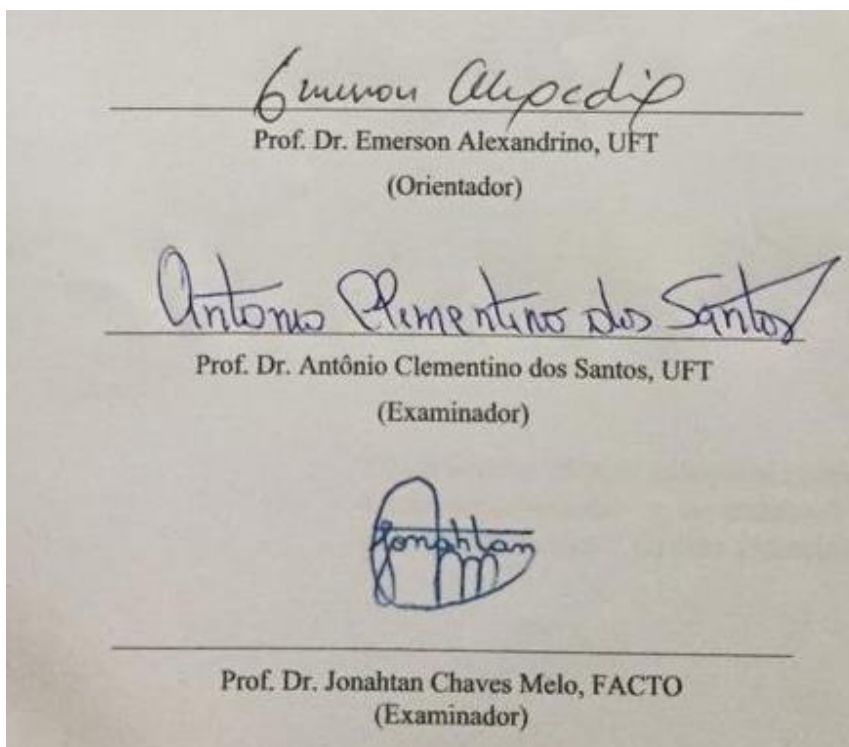 Emerson
Prof. Dr. Emerson Alexandrino, UFT
(Orientador)
Antonio Clementino dos Santos
Prof. Dr. Antônio Clementino dos Santos, UFT
(Examinador)
Jonahtan
Prof. Dr. Jonahtan Chaves Melo, FACTO
(Examinador)